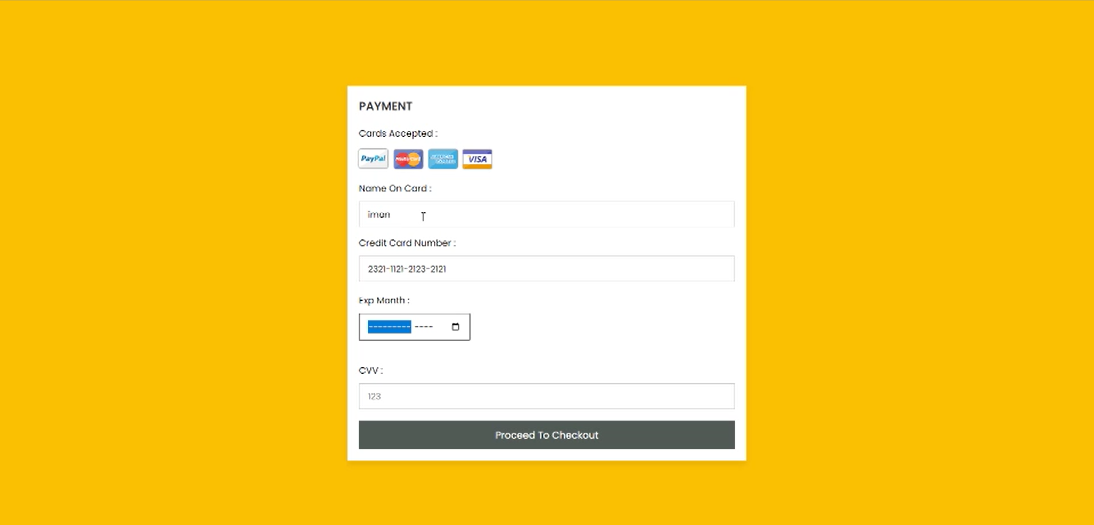 PAYMENT
Cards Accepted :
PayPal VISA
Name On Card :
iman
Credit Card Number :
2321-1121-2123-2121
Exp Month :
--------- ----
CVV :
123
Proceed To Checkout